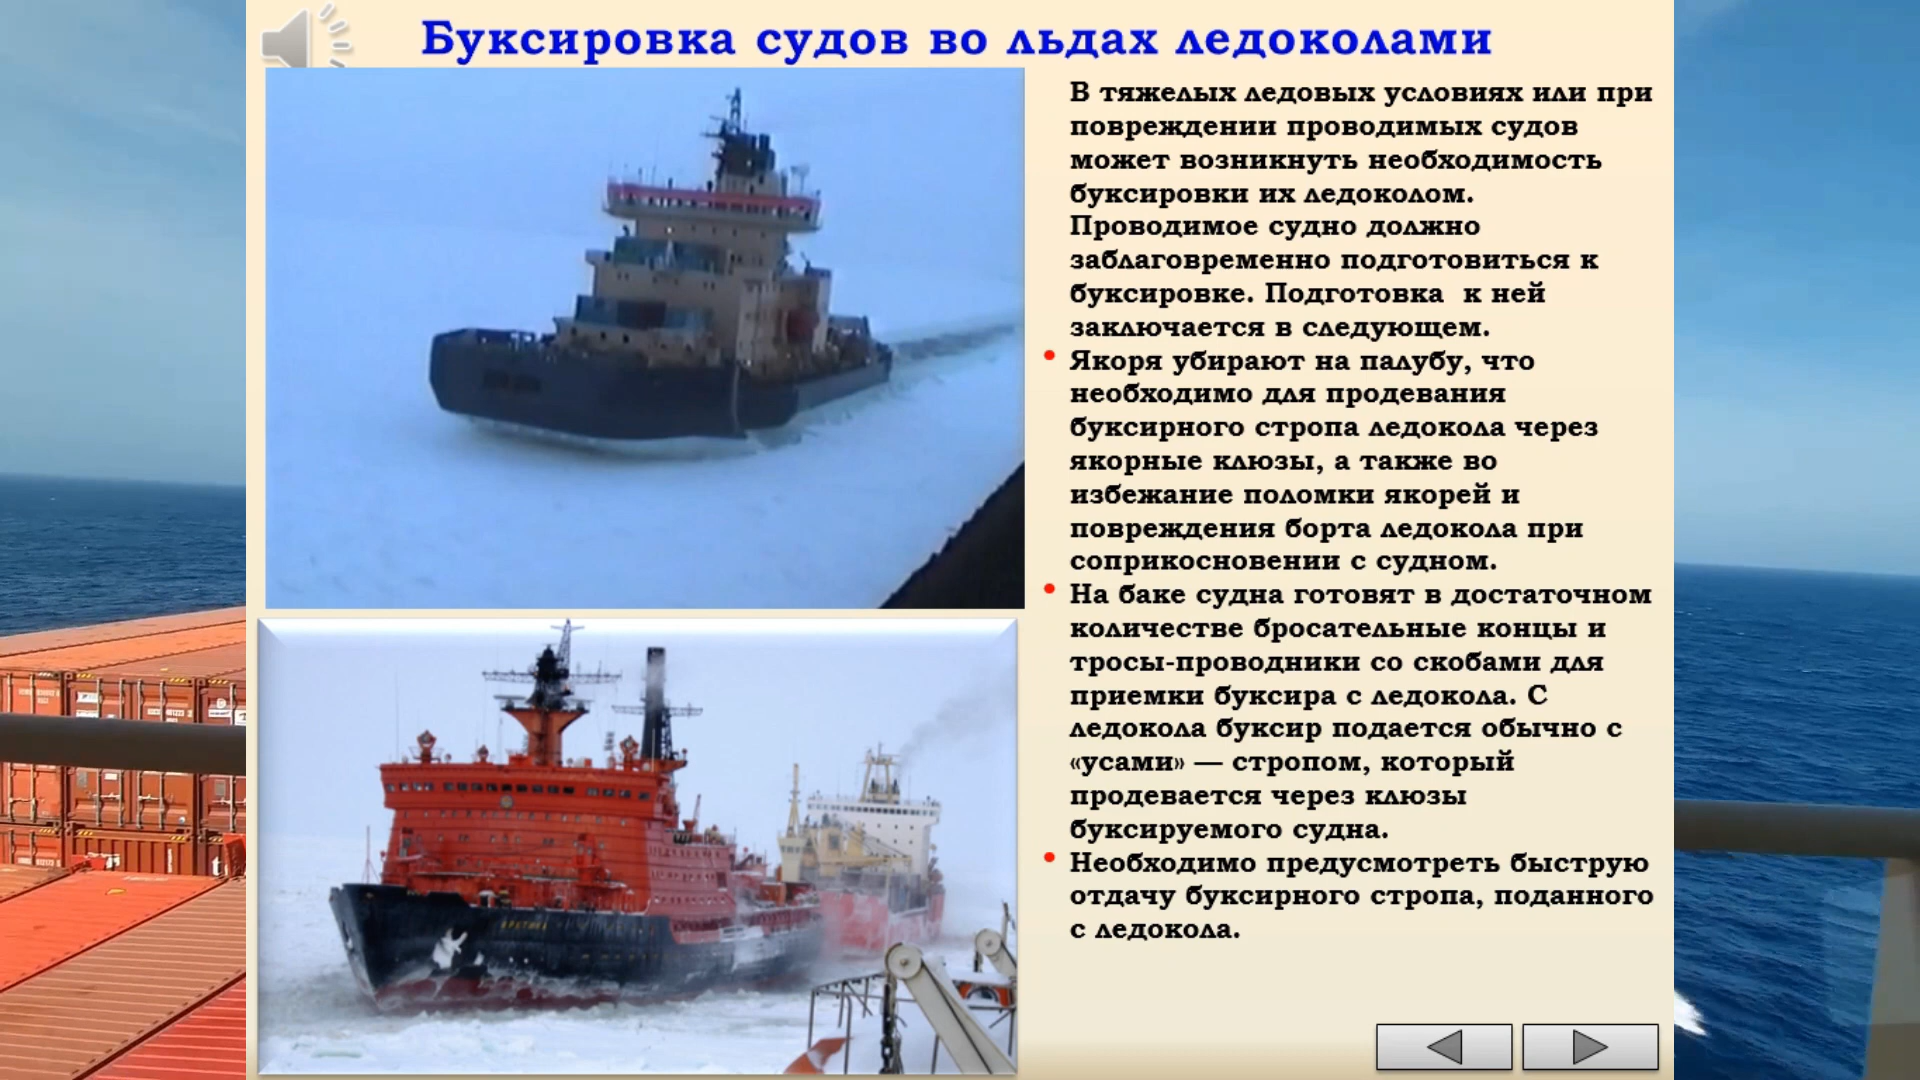 Буксировка судов во льдах ледоколами
В тяжелых ледовых условиях или при
повреждении проводимых судов
может возникнуть необходимость
буксировки их ледоколом.
Проводимое судно должно
заблаговременно подготовиться к
буксировке. Подготовка  к ней
заключается в следующем.
• Якоря убирают на палубу, что
необходимо для продевания
буксирного стропа ледокола через
якорные клюзы, а также во
избежание поломки якорей и
повреждения борта ледокола при
соприкосновении с судном.
• На баке судна готовят в достаточном
количестве бросательные концы и
тросы-проводники со скобами для
приемки буксира с ледокола. С
ледокола буксир подается обычно с
«усами» — стропом, который
продевается через клюзы
буксируемого судна.
• Необходимо предусмотреть быструю
отдачу буксирного стропа, поданного
с ледокола.